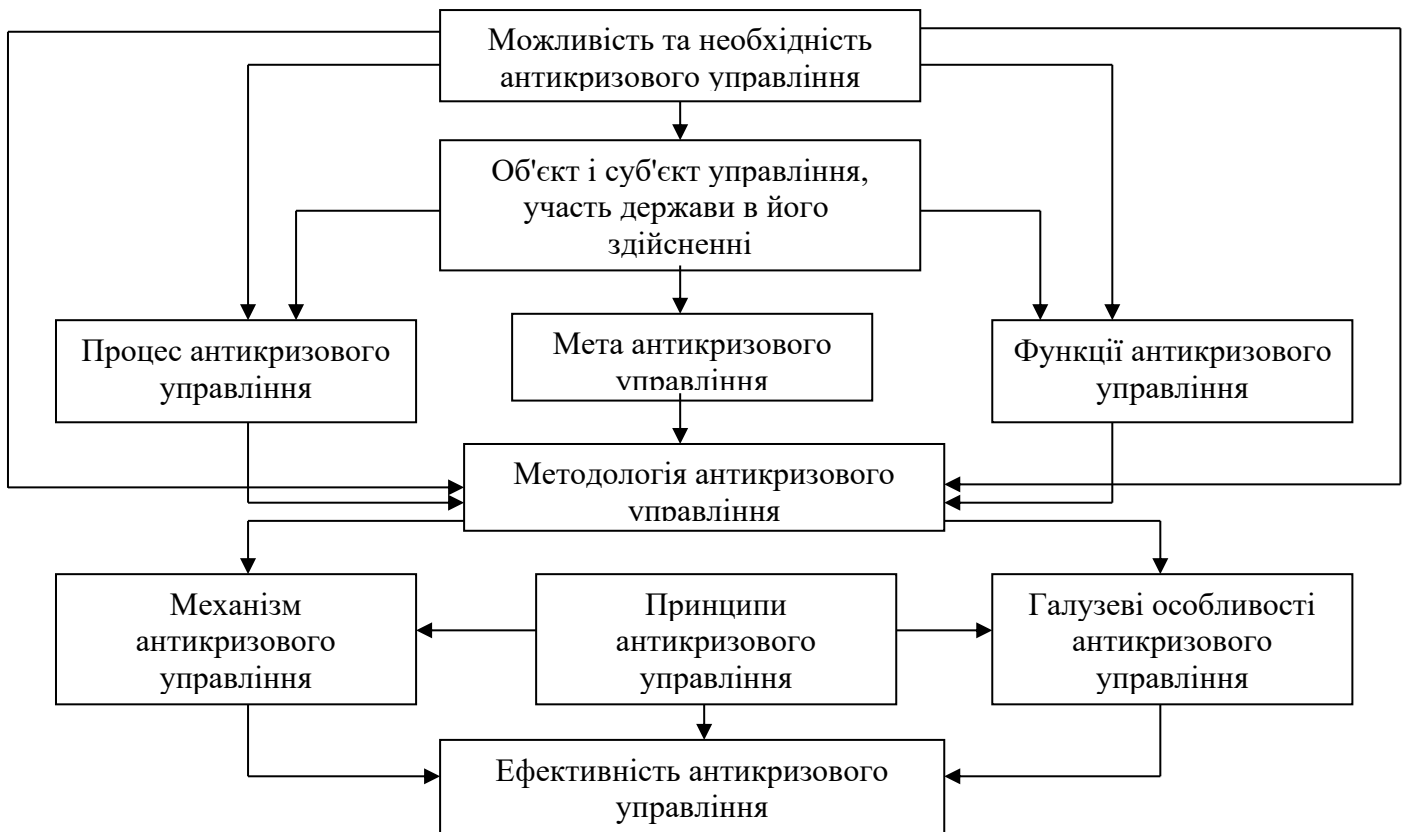 Можливість та необхідність
антикризового управління
Об'єкт і суб'єкт управління,
участь держави в його
здійсненні
Процес антикризового
управління
Мета антикризового
управління
Функції антикризового
управління
Методологія антикризового
управління
Механізм
антикризового
управління
Принципи
антикризового
управління
Галузеві особливості
антикризового
управління
Ефективність антикризового
управління